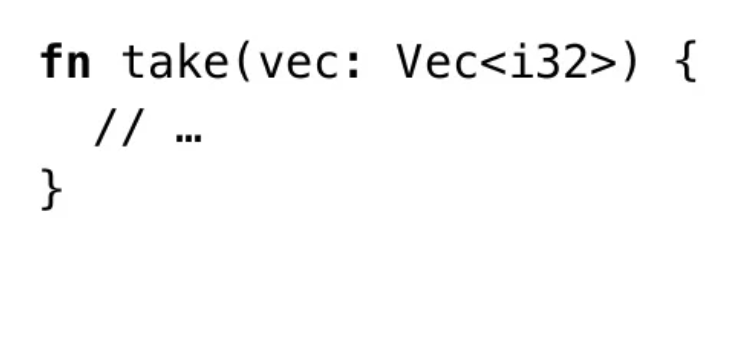 fn take(vec: Vec<i32>) {
  // …
}